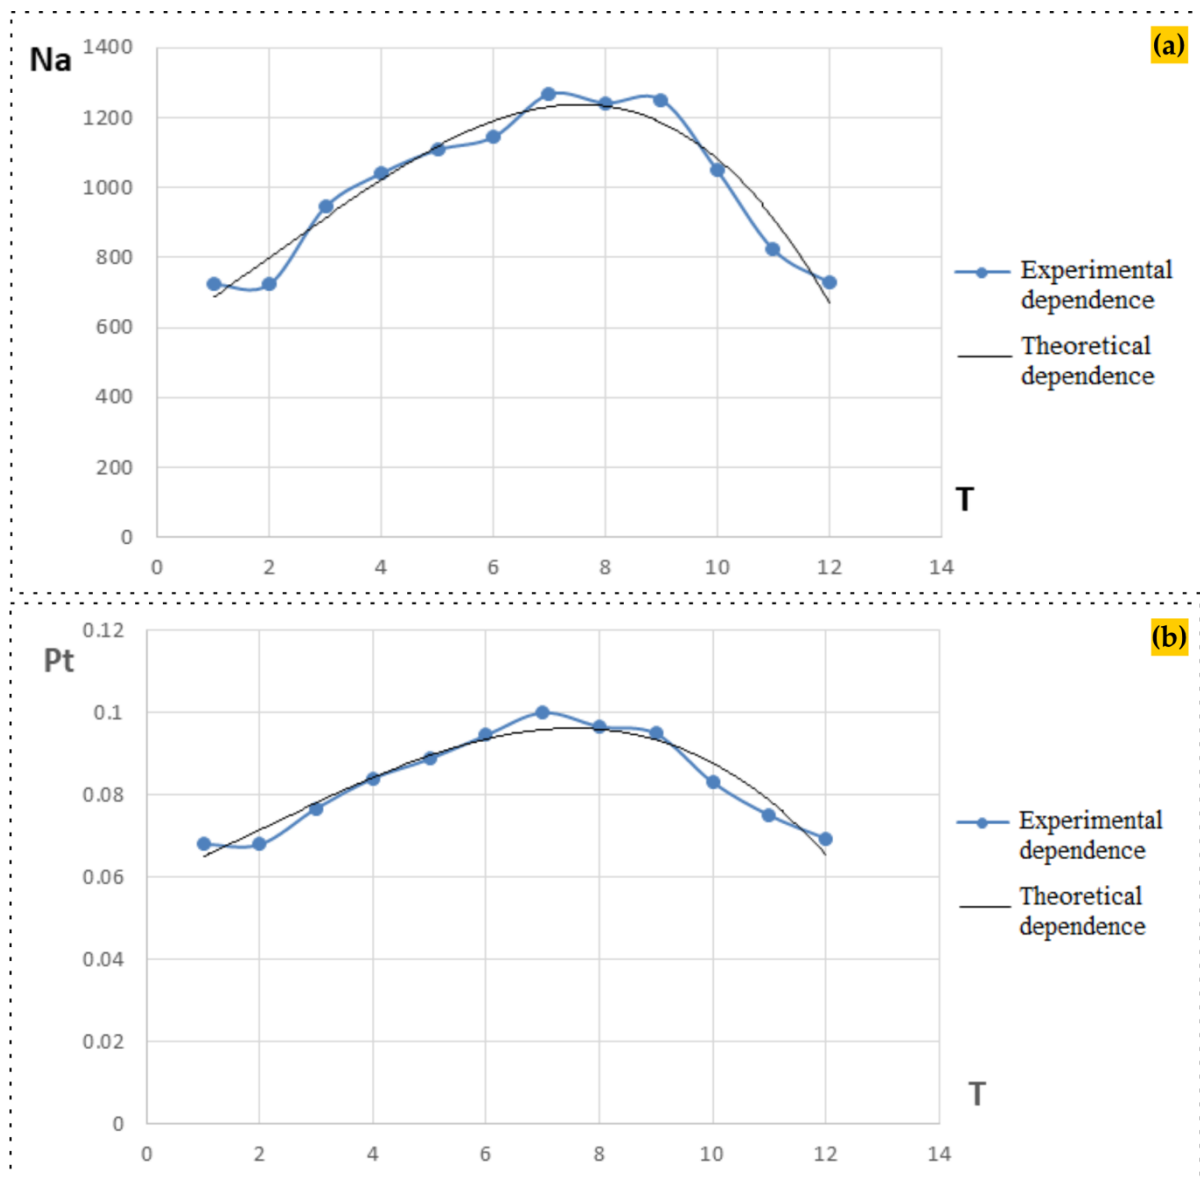 (a)
Na
1400
1200
1000
800
600
400
200
0
0 2 4 6 8 10 12 14
T
Experimental
dependence
Theoretical
dependence
(b)
Pt
0.12
0.1
0.08
0.06
0.04
0.02
0
0 2 4 6 8 10 12 14
T
Experimental
dependence
Theoretical
dependence